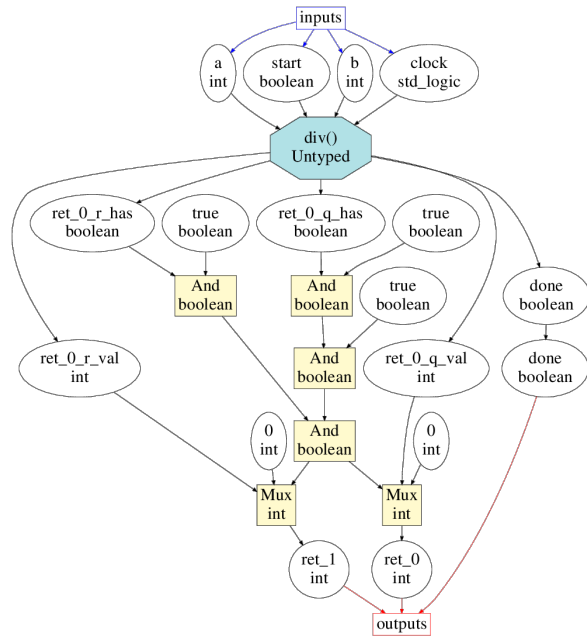 inputs
a
int
start
boolean
b
int
clock
std_logic
div()
Untyped
ret_0_r_has
boolean
true
boolean
ret_0_q_has
boolean
true
boolean
And
boolean
And
boolean
true
boolean
done
boolean
ret_0_r_val
int
And
boolean
ret_0_q_val
int
done
boolean
0
int
And
boolean
0
int
Mux
int
Mux
int
ret_1
int
ret_0
int
outputs